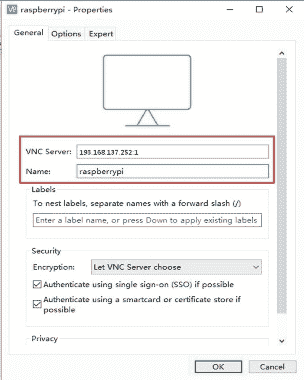 raspberrypi - Properties
General Options Expert
VNC Server: 193.168.137.252:1
Name: raspberrypi
Labels
To nest labels, separate names with a forward slash (/)
Enter a label name, or press Down to apply existing labels
Security
Encryption: Let VNC Server choose
Authenticate using single sign-on (SSO) if possible
Authenticate using a smartcard or certificate store if
possible
Privacy
OK Cancel